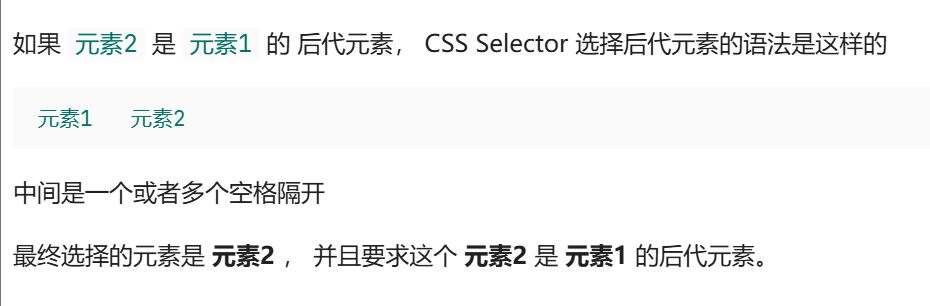 如果 元素2 是 元素1 的 后代元素， CSS Selector 选择后代元素的语法是这样的
元素1   元素2
中间是一个或者多个空格隔开
最终选择的元素是 元素2 ， 并且要求这个 元素2 是 元素1 的后代元素。